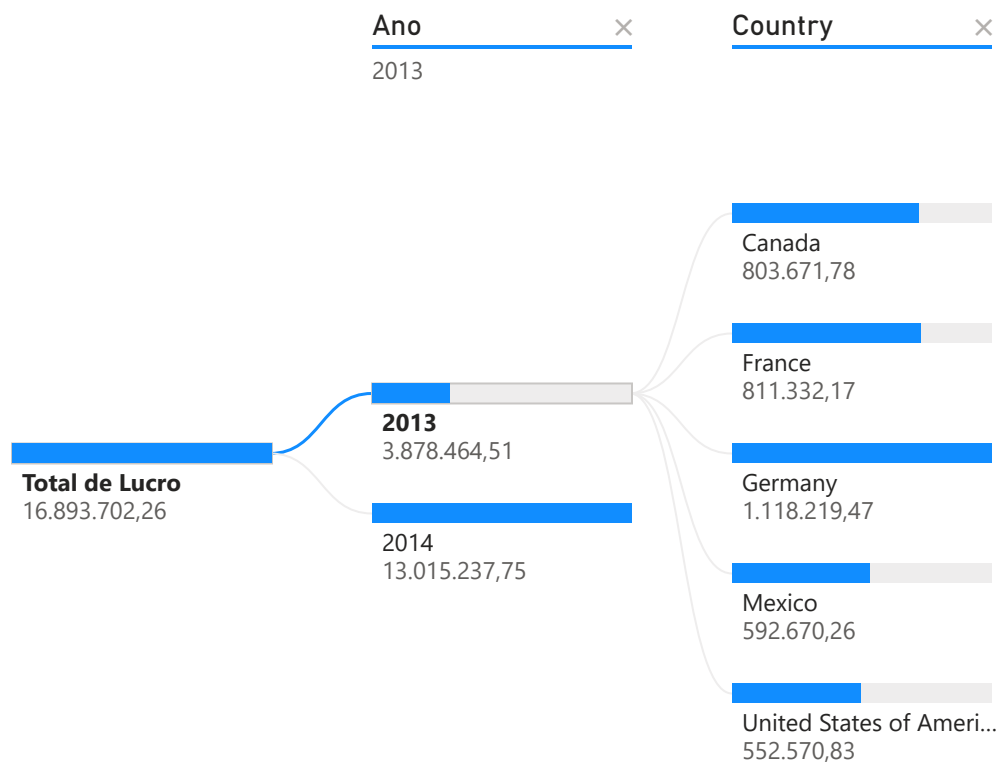 Ano
2013
Country
Total de Lucro
16.893.702,26
2013
3.878.464,51
2014
13.015.237,75
Canada
803.671,78
France
811.332,17
Germany
1.118.219,47
Mexico
592.670,26
United States of Ameri...
552.570,83